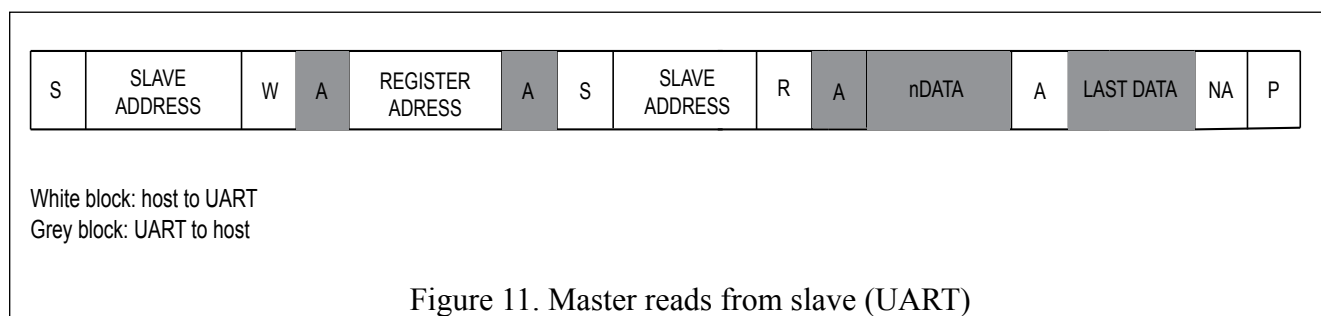 S SLAVE ADDRESS W A REGISTER ADRESS A S SLAVE ADDRESS R A nDATA A LAST DATA NA P
White block: host to UART
Grey block: UART to host
Figure 11. Master reads from slave (UART)